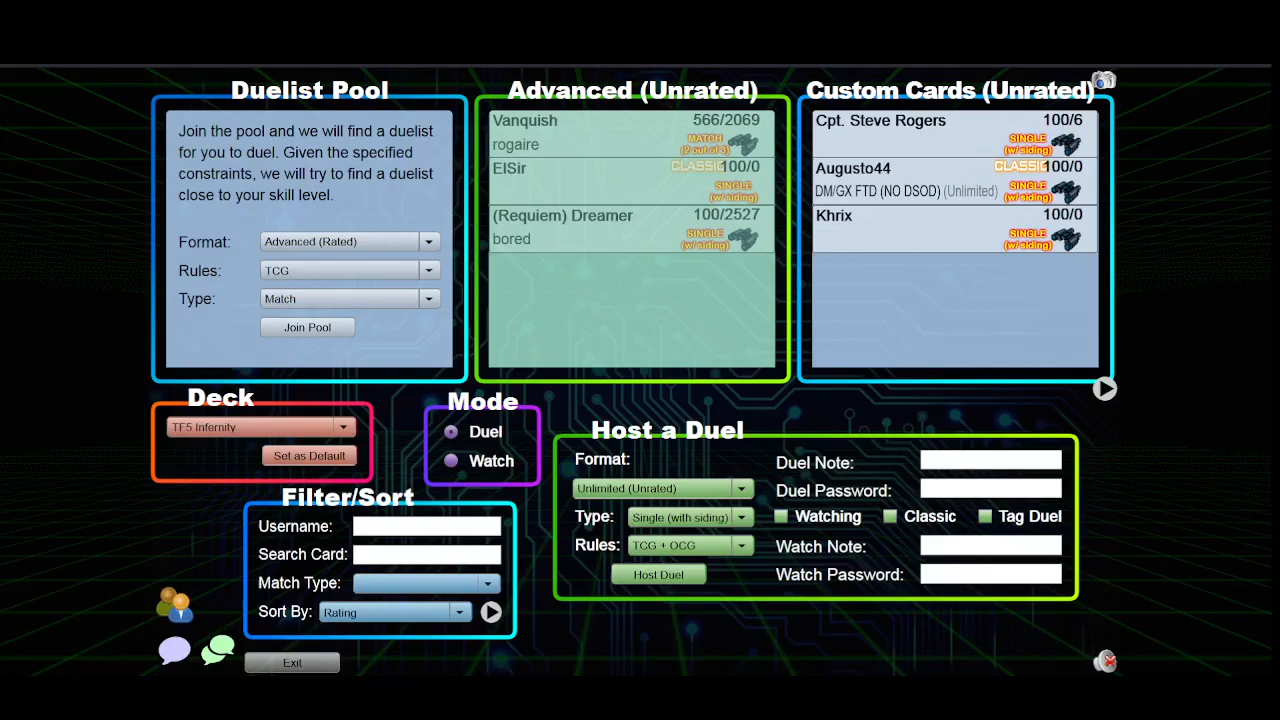 Duelist Pool
Join the pool and we will find a duelist
for you to duel. Given the specified
constraints, we will try to find a duelist
close to your skill level.
Format: Advanced (Rated)
Rules: TCG
Type: Match
Join Pool
Advanced (Unrated)
Vanquish 566/2069
rogaire MATCH
(2 out of 3)
ElSir CLASSIC 100/0
SINGLE
(w/ siding)
(Requiem) Dreamer 100/2527
bored SINGLE
(w/ siding)
Custom Cards (Unrated)
Cpt. Steve Rogers 100/6
SINGLE
(w/ siding)
Augusto44 CLASSIC 100/0
DM/GX FTD (NO DSOD) (Unlimited) SINGLE
(w/ siding)
Khrix 100/0
SINGLE
(w/ siding)
Deck
TF5 Infernity
Set as Default
Mode
Duel
Watch
Filter/Sort
Username:
Search Card:
Match Type:
Sort By: Rating
Exit
Host a Duel
Format:
Unlimited (Unrated)
Type: Single (with siding)
Rules: TCG + OCG
Host Duel
Duel Note:
Duel Password:
Watching Classic Tag Duel
Watch Note:
Watch Password: